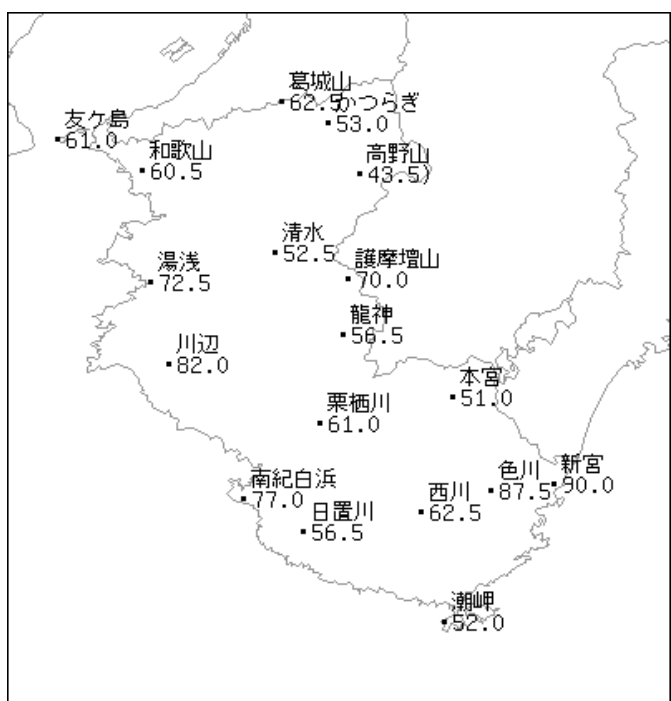 葛城山
62.5
かつらぎ
53.0
友ケ島
61.0
和歌山
60.5
高野山
43.5)
清水
52.5
護摩壇山
70.0
湯浅
72.5
龍神
56.5
川辺
82.0
本宮
51.0
栗栖川
61.0
新宮
90.0
色川
87.5
南紀白浜
77.0
西川
62.5
日置川
56.5
潮岬
52.0